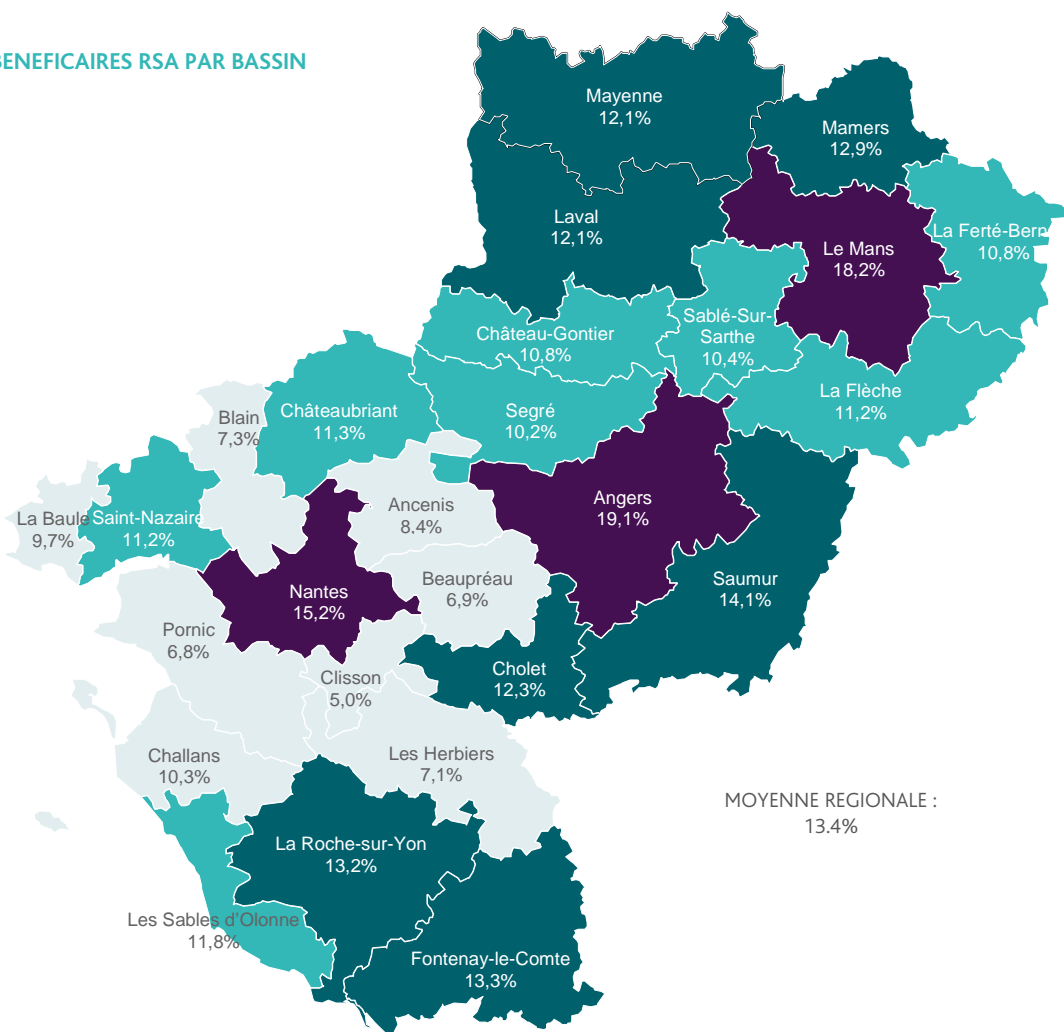 BENEFICAIRES RSA PAR BASSIN
Mayenne
12,1%
Mamers
12,9%
Laval
12,1%
Le Mans
18,2%
La Ferté-Bern
10,8%
Château-Gontier
10,8%
Sablé-Sur-
Sarthe
10,4%
La Flèche
11,2%
Châteaubriant
11,3%
Segré
10,2%
Blain
7,3%
Angers
19,1%
Ancenis
8.4%
La Baule
9,7%
Saint-Nazaire
11,2%
Beaupréau
6,9%
Saumur
14,1%
Nantes
15,2%
Pornic
6,8%
Clisson
5,0%
Cholet
12,3%
Challans
10,3%
Les Herbiers
7,1%
MOYENNE REGIONALE :
13.4%
La Roche-sur-Yon
13,2%
Les Sables d'Olonne
11,8%
Fontenay-le-Comte
13,3%